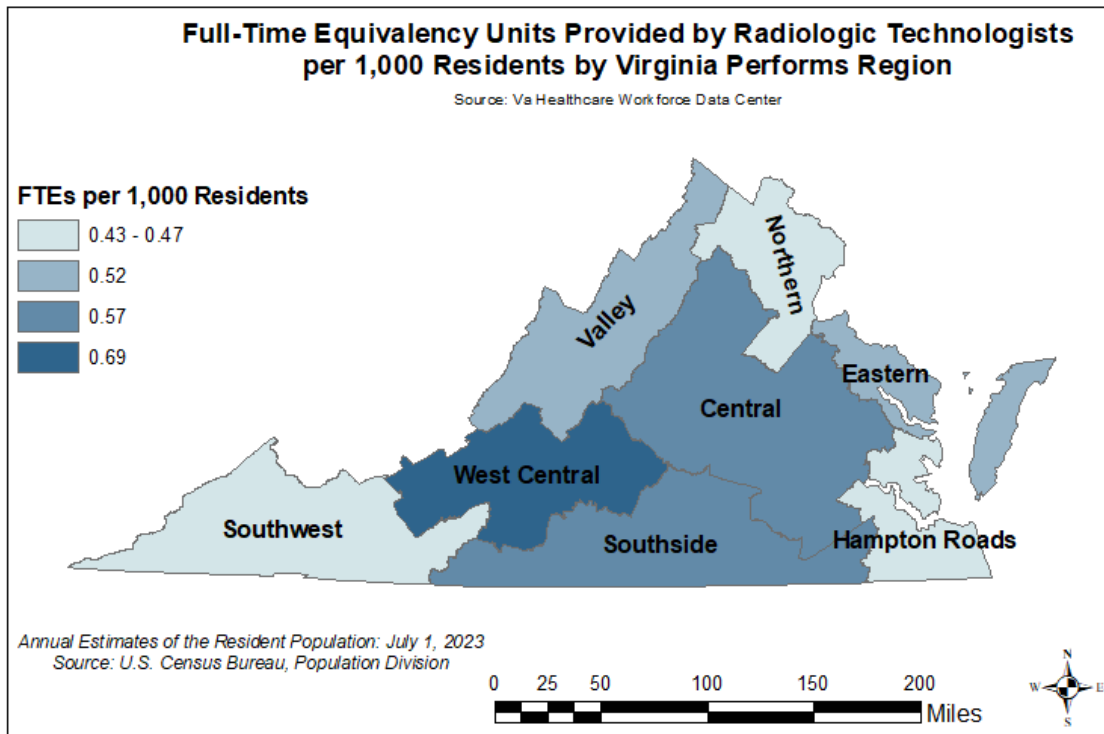 Full-Time Equivalency Units Provided by Radiologic Technologists
per 1,000 Residents by Virginia Performs Region
Source: Va Healthcare Workforce Data Center
FTEs per 1,000 Residents
0.43 - 0.47
0.52
0.57
0.69
Northern
Valley
Eastern
Central
West Central
Southwest
Southside
Hampton Roads
Annual Estimates of the Resident Population: July 1, 2023
Source: U.S. Census Bureau, Population Division
0 25 50 100 150 200
Miles
N
W E
S